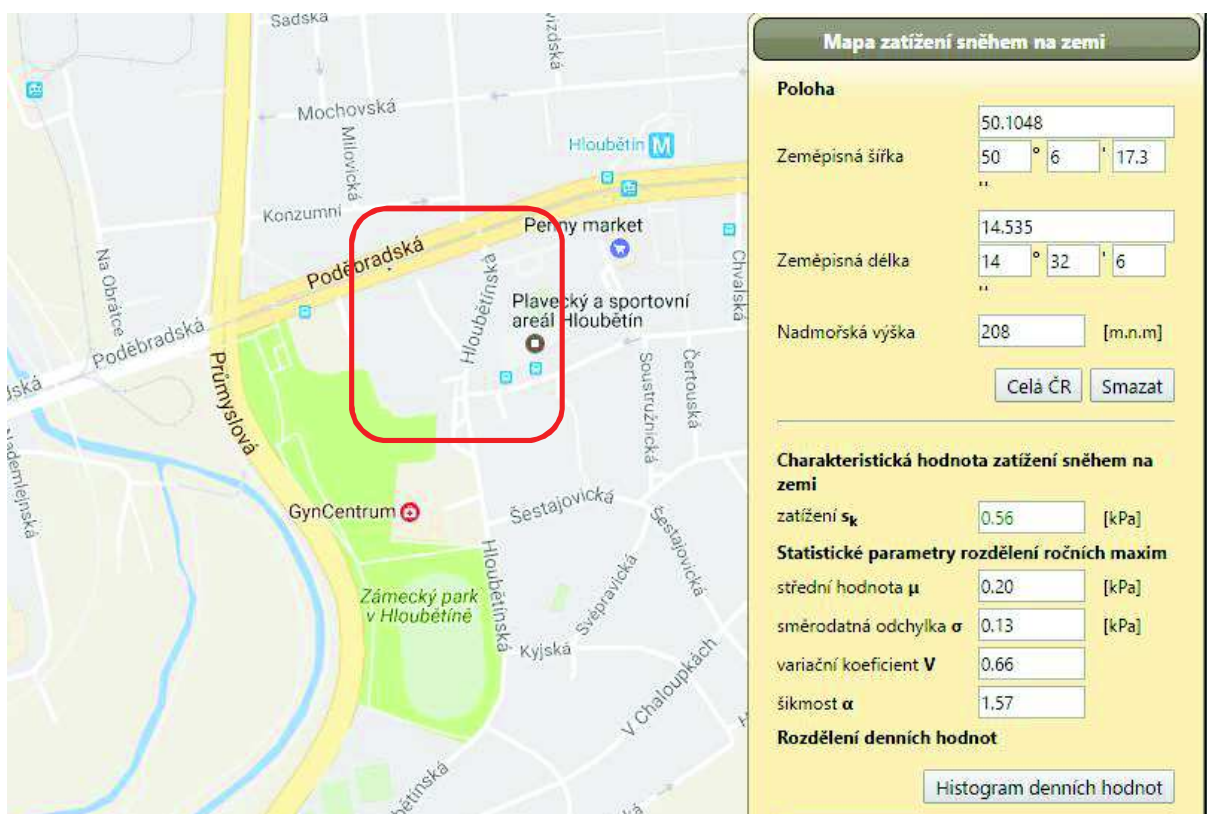 Sadská
Mochovská
Milovická
Hloubětín M
Konzumní
Na Obrátce
Poděbradská
Penny market
Hloubětínská
Chvalská
Plavecký a sportovní
areál Hloubětín
Poděbradská
Průmyslová
Soustružnická
Čertouská
GynCentrum
Šestajovická
Šestajovická
Hloubětínská
Zámecký park
v Hloubětíně
Svépravická
Kyjská
V Chaloupkách
Mapa zatížení sněhem na zemi
Poloha
50.1048
Zeměpisná šířka 50 ° 6 ' 17.3
''
14.535
Zeměpisná délka 14 ° 32 ' 6
''
Nadmořská výška 208 [m.n.m]
Celá ČR Smazat
Charakteristická hodnota zatížení sněhem na
zemi
zatížení sk 0.56 [kPa]
Statistické parametry rozdělení ročních maxim
střední hodnota μ 0.20 [kPa]
směrodatná odchylka σ 0.13 [kPa]
variační koeficient V 0.66
šikmost α 1.57
Rozdělení denních hodnot
Histogram denních hodnot